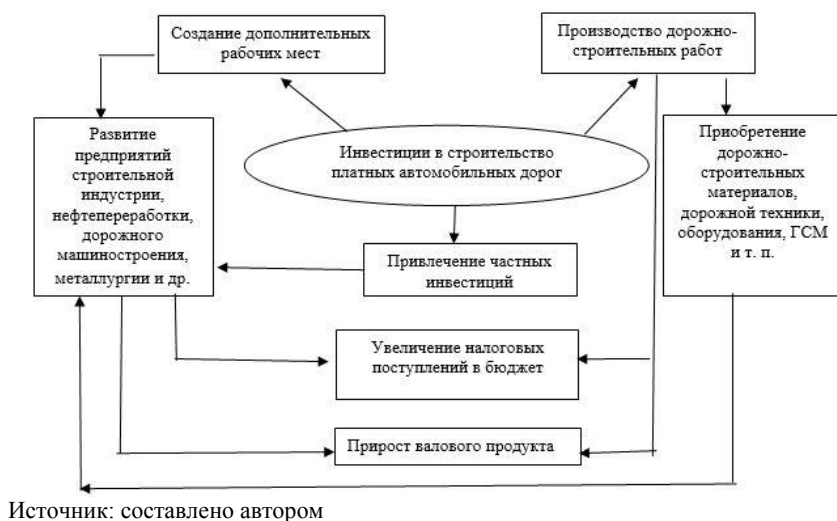 Создание дополнительных
рабочих мест
Производство дорожно-
строительных работ
Развитие
предприятий
строительной
индустрии,
нефтепереработки,
дорожного
машиностроения,
металлургии и др.
Инвестиции в строительство
платных автомобильных дорог
Приобретение
дорожно-
строительных
материалов,
дорожной техники,
оборудования, ГСМ
и т. п.
Привлечение частных
инвестиций
Увеличение налоговых
поступлений в бюджет
Прирост валового продукта
Источник: составлено автором